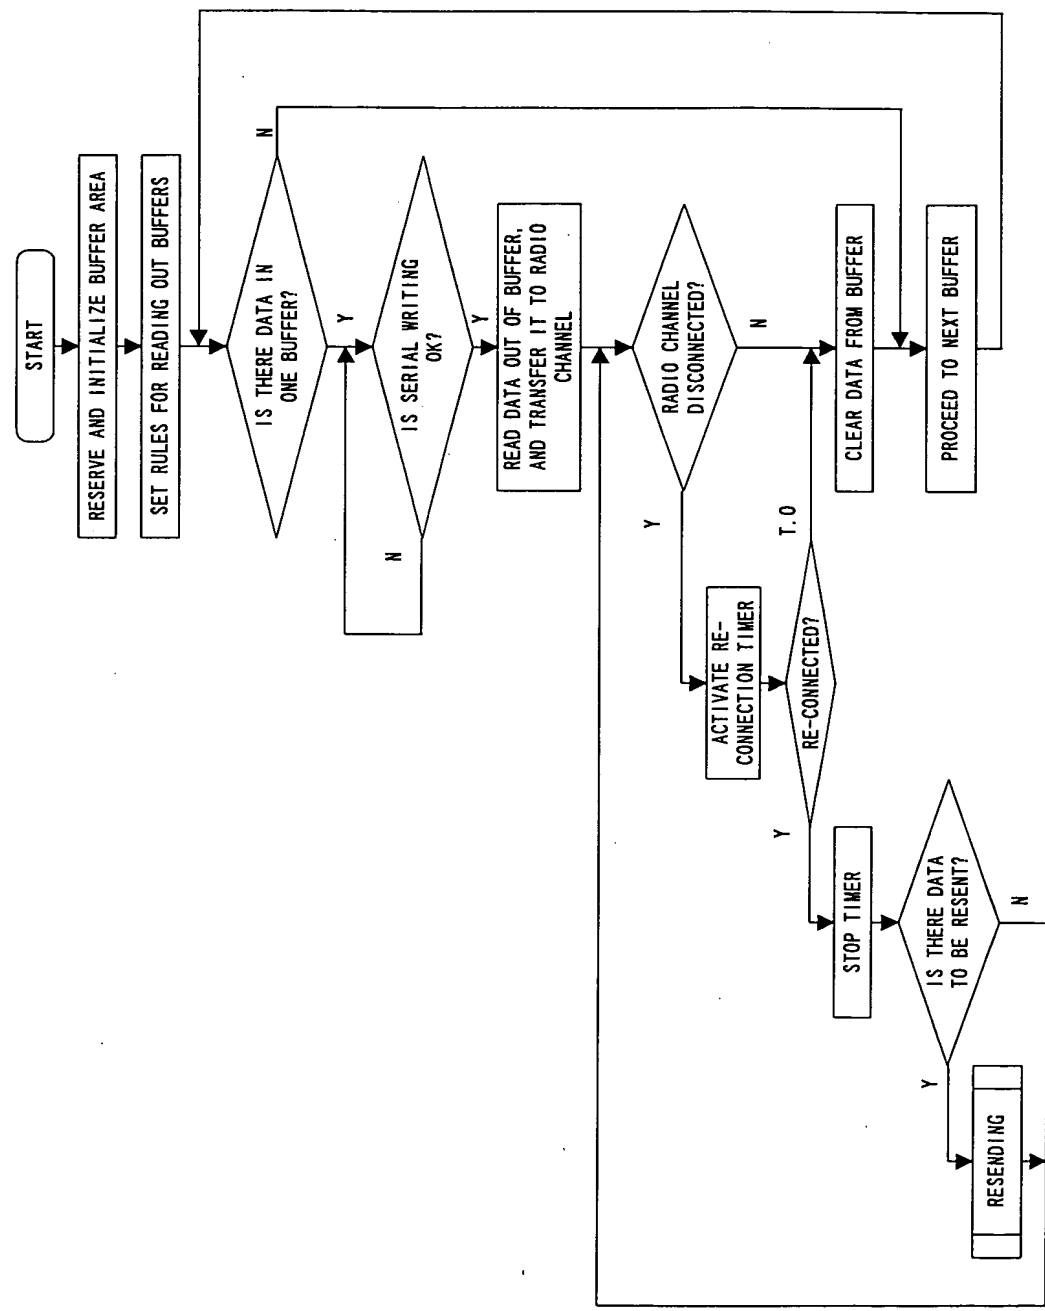 START
RESERVE AND INITIALIZE BUFFER AREA
SET RULES FOR READING OUT BUFFERS
IS THERE DATA IN
ONE BUFFER?
N
Y
IS SERIAL WRITING
OK?
N
Y
READ DATA OUT OF BUFFER,
AND TRANSFER IT TO RADIO
CHANNEL
RADIO CHANNEL
DISCONNECTED?
Y
N
ACTIVATE RE-
CONNECTION TIMER
RE-CONNECTED?
Y
T.O
STOP TIMER
IS THERE DATA
TO BE RESENT?
Y
N
RESENDING
CLEAR DATA FROM BUFFER
PROCEED TO NEXT BUFFER